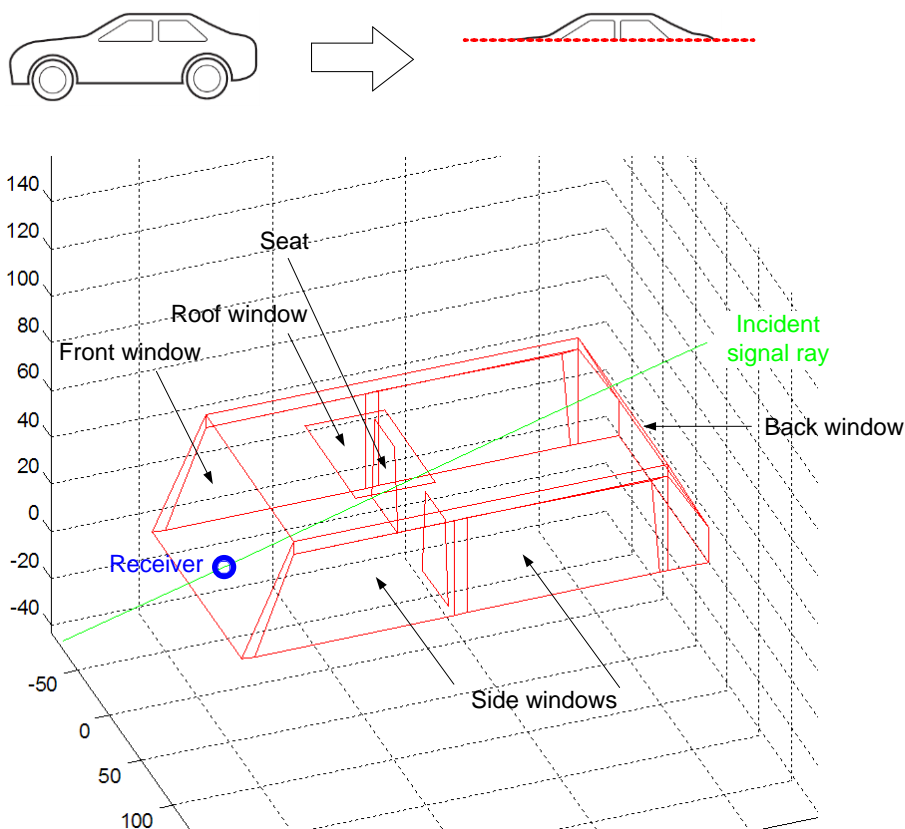 140
120
100
80
60
40
20
0
-20
-40
-50
0
50
100
Seat
Roof window
Front window
Incident
signal ray
Back window
Receiver
Side windows